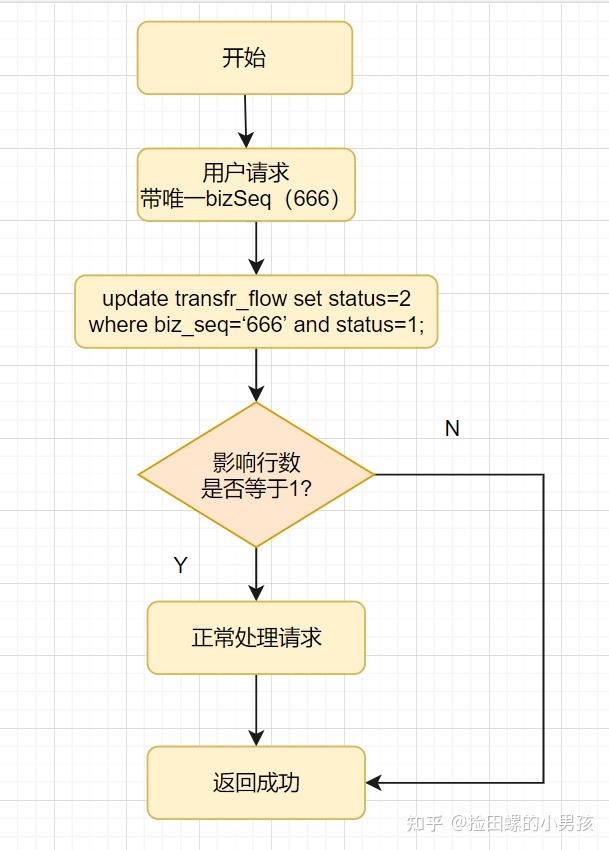 开始
用户请求
带唯一bizSeq（666）
update transfr_flow set status=2
where biz_seq=‘666’ and status=1;
影响行数
是否等于1?
N
Y
正常处理请求
返回成功
知乎 @捡田螺的小男孩